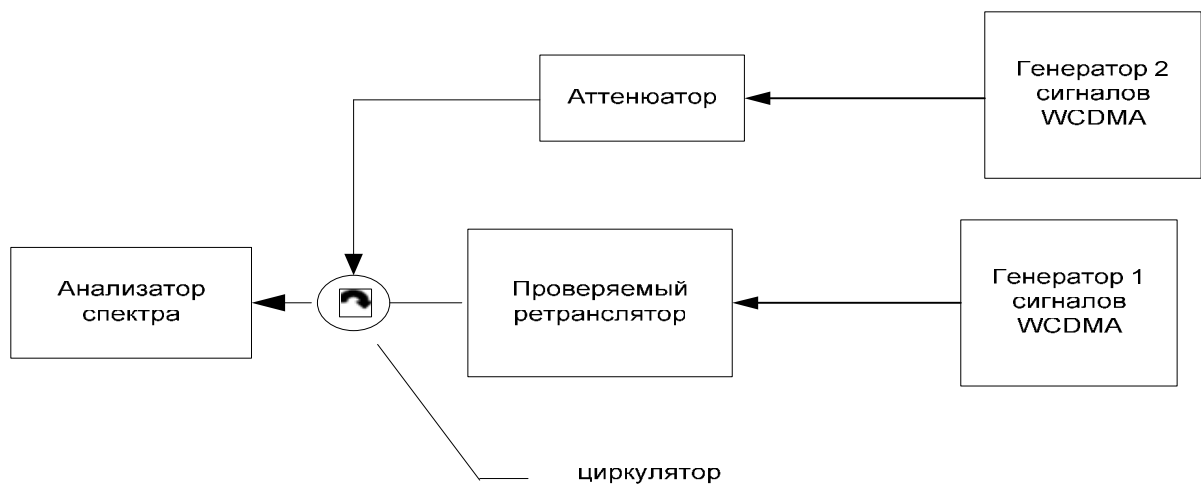 Генератор 2
сигналов
WCDMA
Аттенюатор
Анализатор
спектра
Проверяемый
ретранслятор
Генератор 1
сигналов
WCDMA
циркулятор